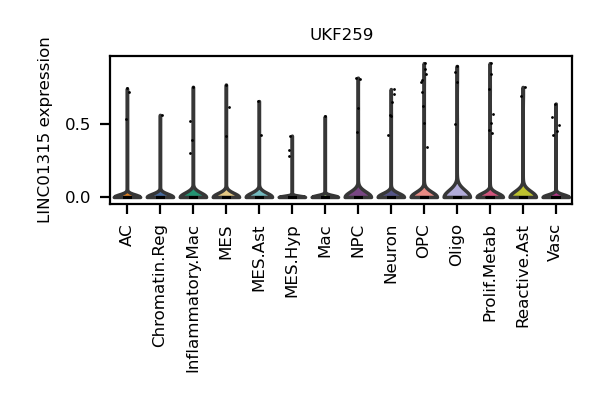 UKF259
LINC01315 expression
0.5
0.0
AC
Chromatin.Reg
Inflammatory.Mac
MES
MES.Ast
MES.Hyp
Mac
NPC
Neuron
OPC
Oligo
Prolif.Metab
Reactive.Ast
Vasc